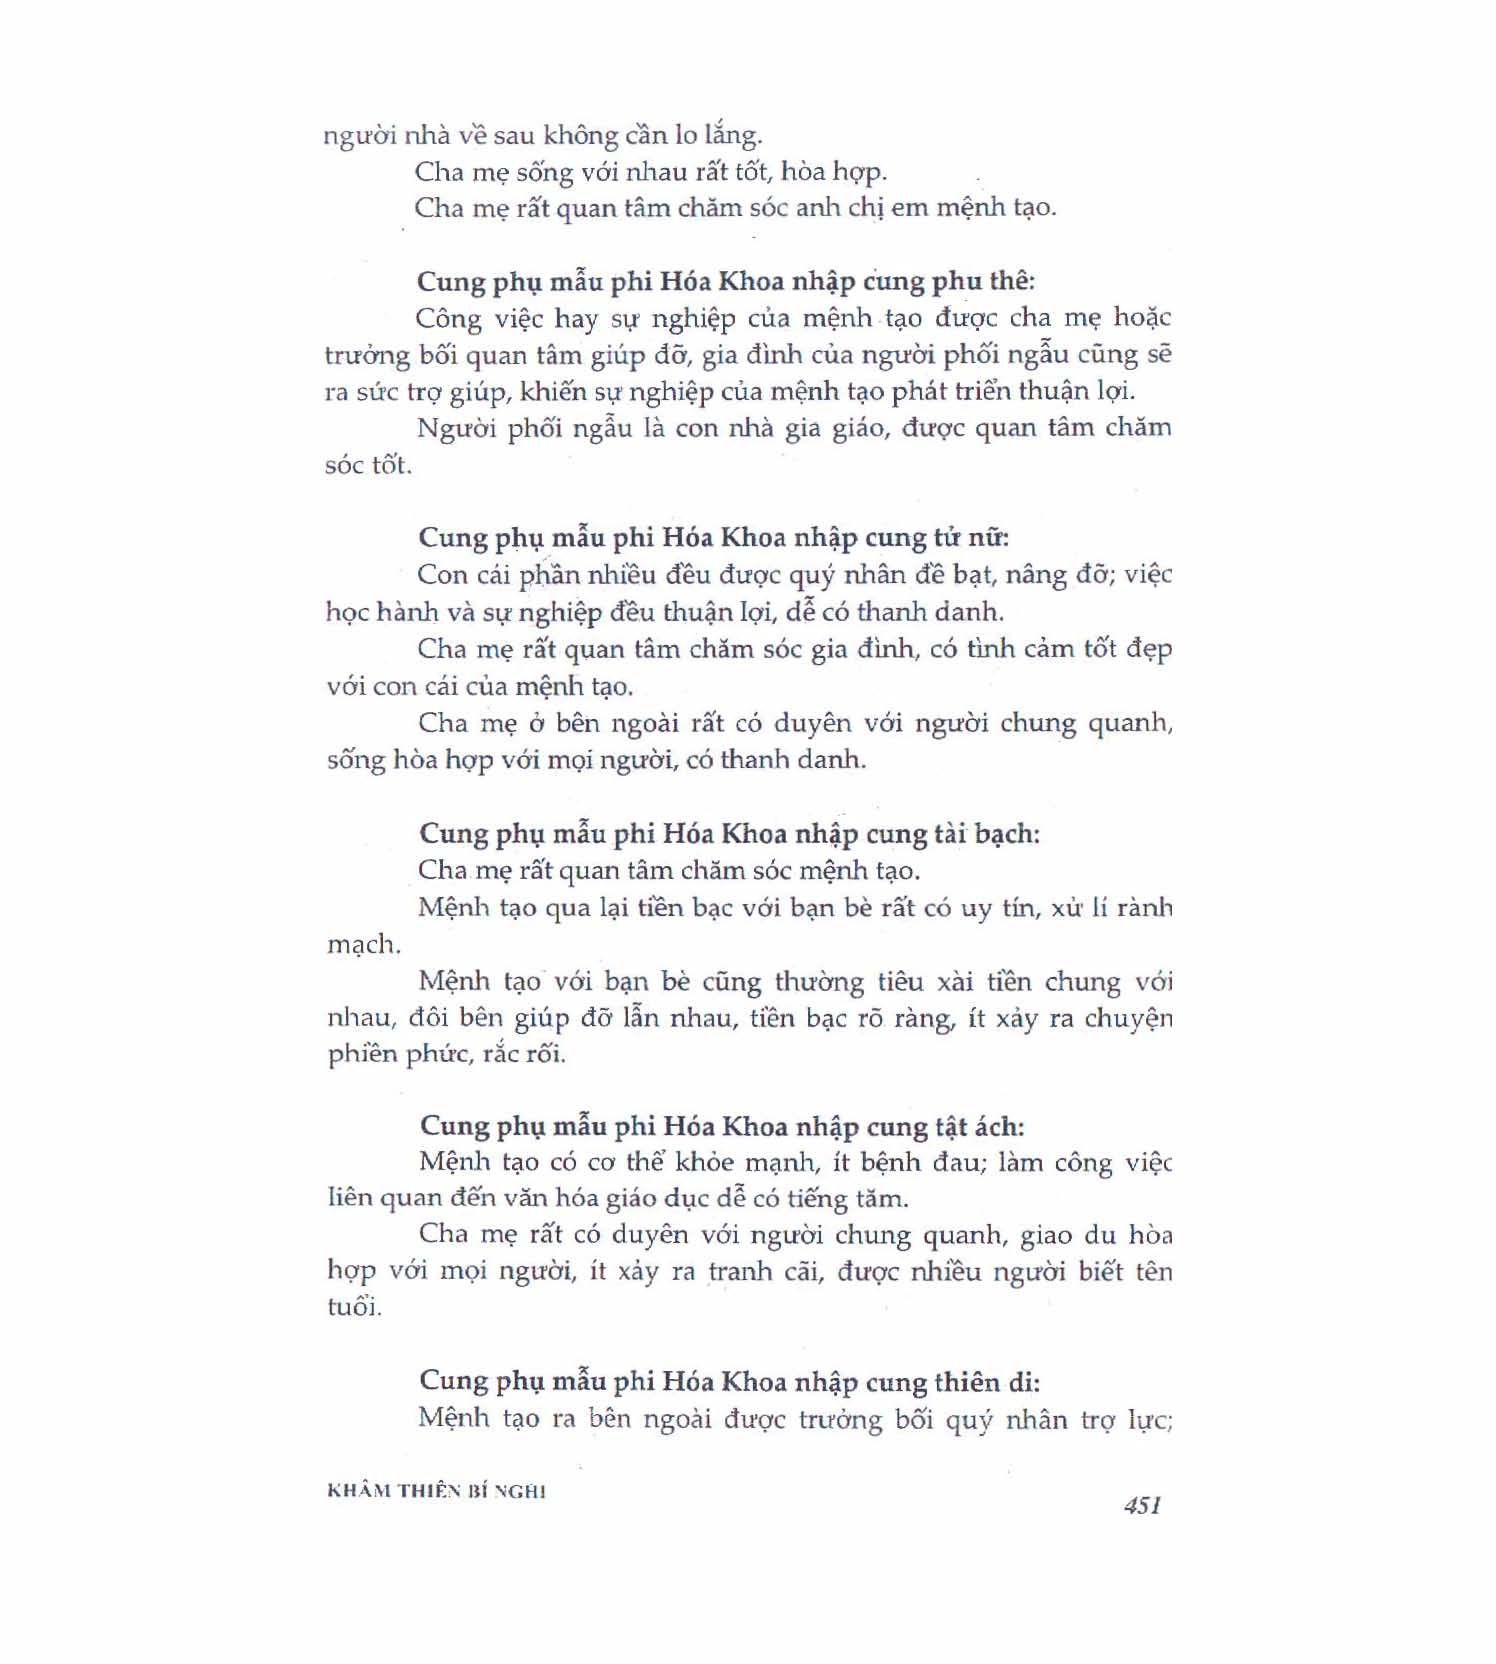 người nhà về sau không cần lo lắng.
Cha mẹ sống với nhau rất tốt, hòa hợp.
Cha mẹ rất quan tâm chăm sóc anh chị em mệnh tạo.
Cung phụ mẫu phi Hóa Khoa nhập cung phu thê:
Công việc hay sự nghiệp của mệnh tạo được cha mẹ hoặc
trưởng bối quan tâm giúp đỡ, gia đình của người phối ngẫu cũng sẽ
ra sức trợ giúp, khiến sự nghiệp của mệnh tạo phát triển thuận lợi.
Người phối ngẫu là con nhà gia giáo, được quan tâm chăm
sóc tốt.
Cung phụ mẫu phi Hóa Khoa nhập cung tử nữ:
Con cái phần nhiều đều được quý nhân đề bạt, nâng đỡ; việc
học hành và sự nghiệp đều thuận lợi, dễ có thanh danh.
Cha mẹ rất quan tâm chăm sóc gia đình, có tình cảm tốt đẹp
với con cái của mệnh tạo.
Cha mẹ ở bên ngoài rất có duyên với người chung quanh,
sống hòa hợp với mọi người, có thanh danh.
Cung phụ mẫu phi Hóa Khoa nhập cung tài bạch:
Cha mẹ rất quan tâm chăm sóc mệnh tạo.
Mệnh tạo qua lại tiền bạc với bạn bè rất có uy tín, xử lí rành
mạch.
Mệnh tạo với bạn bè cũng thường tiêu xài tiền chung với
nhau, đôi bên giúp đỡ lẫn nhau, tiền bạc rõ ràng, ít xảy ra chuyện
phiền phức, rắc rối.
Cung phụ mẫu phi Hóa Khoa nhập cung tật ách:
Mệnh tạo có cơ thể khỏe mạnh, ít bệnh đau; làm công việc
liên quan đến văn hóa giáo dục dễ có tiếng tăm.
Cha mẹ rất có duyên với người chung quanh, giao du hòa
hợp với mọi người, ít xảy ra tranh cãi, được nhiều người biết tên
tuổi.
Cung phụ mẫu phi Hóa Khoa nhập cung thiên di:
Mệnh tạo ra bên ngoài được trưởng bối quý nhân trợ lực;
KHÂM THIÊN BÍ NGHI
451